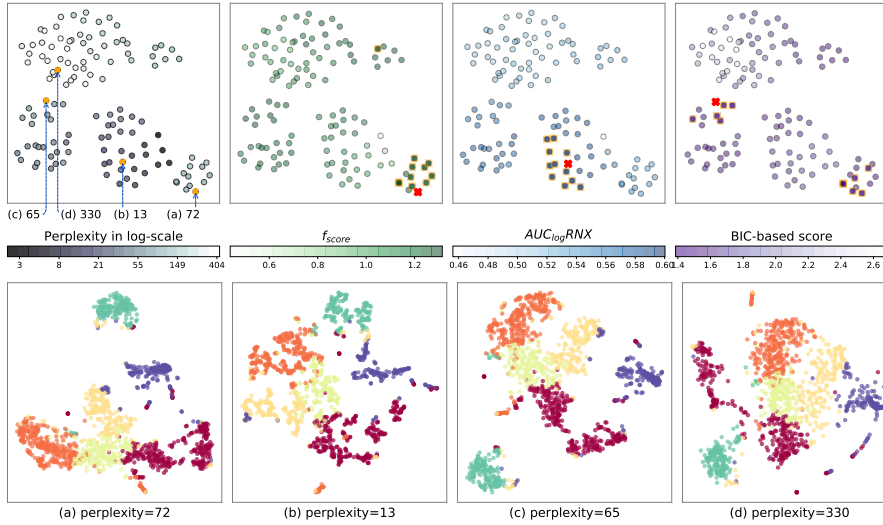 (c) 65 (d) 330 (b) 13 (a) 72
Perplexity in log-scale
3 8 21 55 149 404
f_score
0.6 0.8 1.0 1.2
AUC_logRNX
0.46 0.48 0.50 0.52 0.54 0.56 0.58 0.60
BIC-based score
1.4 1.6 1.8 2.0 2.2 2.4 2.6
(a) perplexity=72
(b) perplexity=13
(c) perplexity=65
(d) perplexity=330